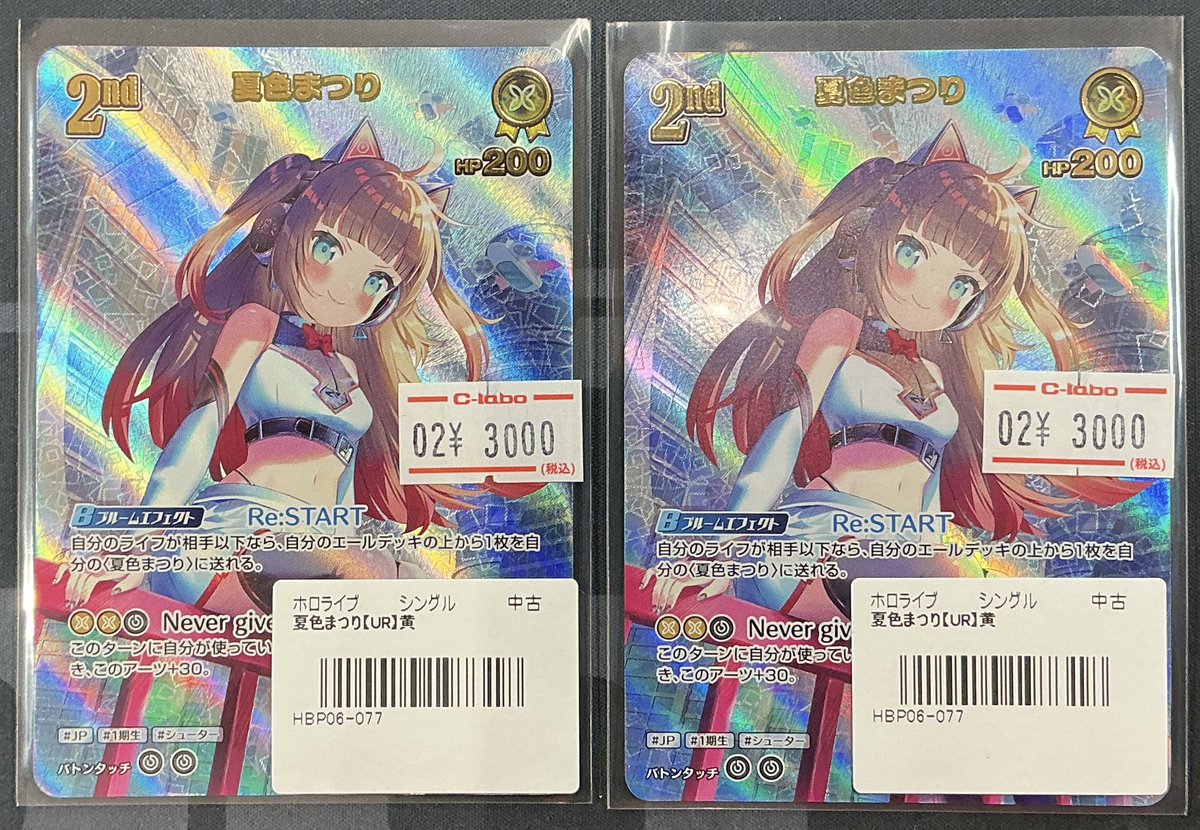 2nd
夏色まつり
HP200
C-labo
02¥ 3000
(税込)
Bブルームエフェクト Re:START
自分のライフが相手以下なら、自分のエールデッキの上から1枚を自
分の〈夏色まつり〉に送れる。
Never give
このターンに自分が使ってい
き、このアーツ+30。
ホロライブ シングル 中古
夏色まつり【UR】黄
HBP06-077
#JP #1期生 #シューター
バトンタッチ
2nd
夏色まつり
HP200
C-labo
02¥ 3000
(税込)
Bブルームエフェクト Re:START
自分のライフが相手以下なら、自分のエールデッキの上から1枚を自
分の〈夏色まつり〉に送れる。
Never giv
このターンに自分が使ってい
き、このアーツ+30。
ホロライブ シングル 中古
夏色まつり【UR】黄
HBP06-077
#JP #1期生 #シューター
バトンタッチ